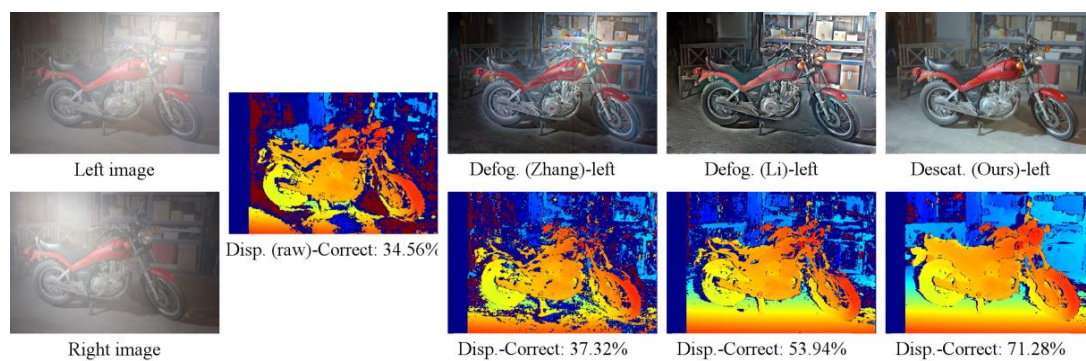 Left image
Defog. (Zhang)-left
Defog. (Li)-left
Descat. (Ours)-left
Disp. (raw)-Correct: 34.56%
Right image
Disp.-Correct: 37.32%
Disp.-Correct: 53.94%
Disp.-Correct: 71.28%